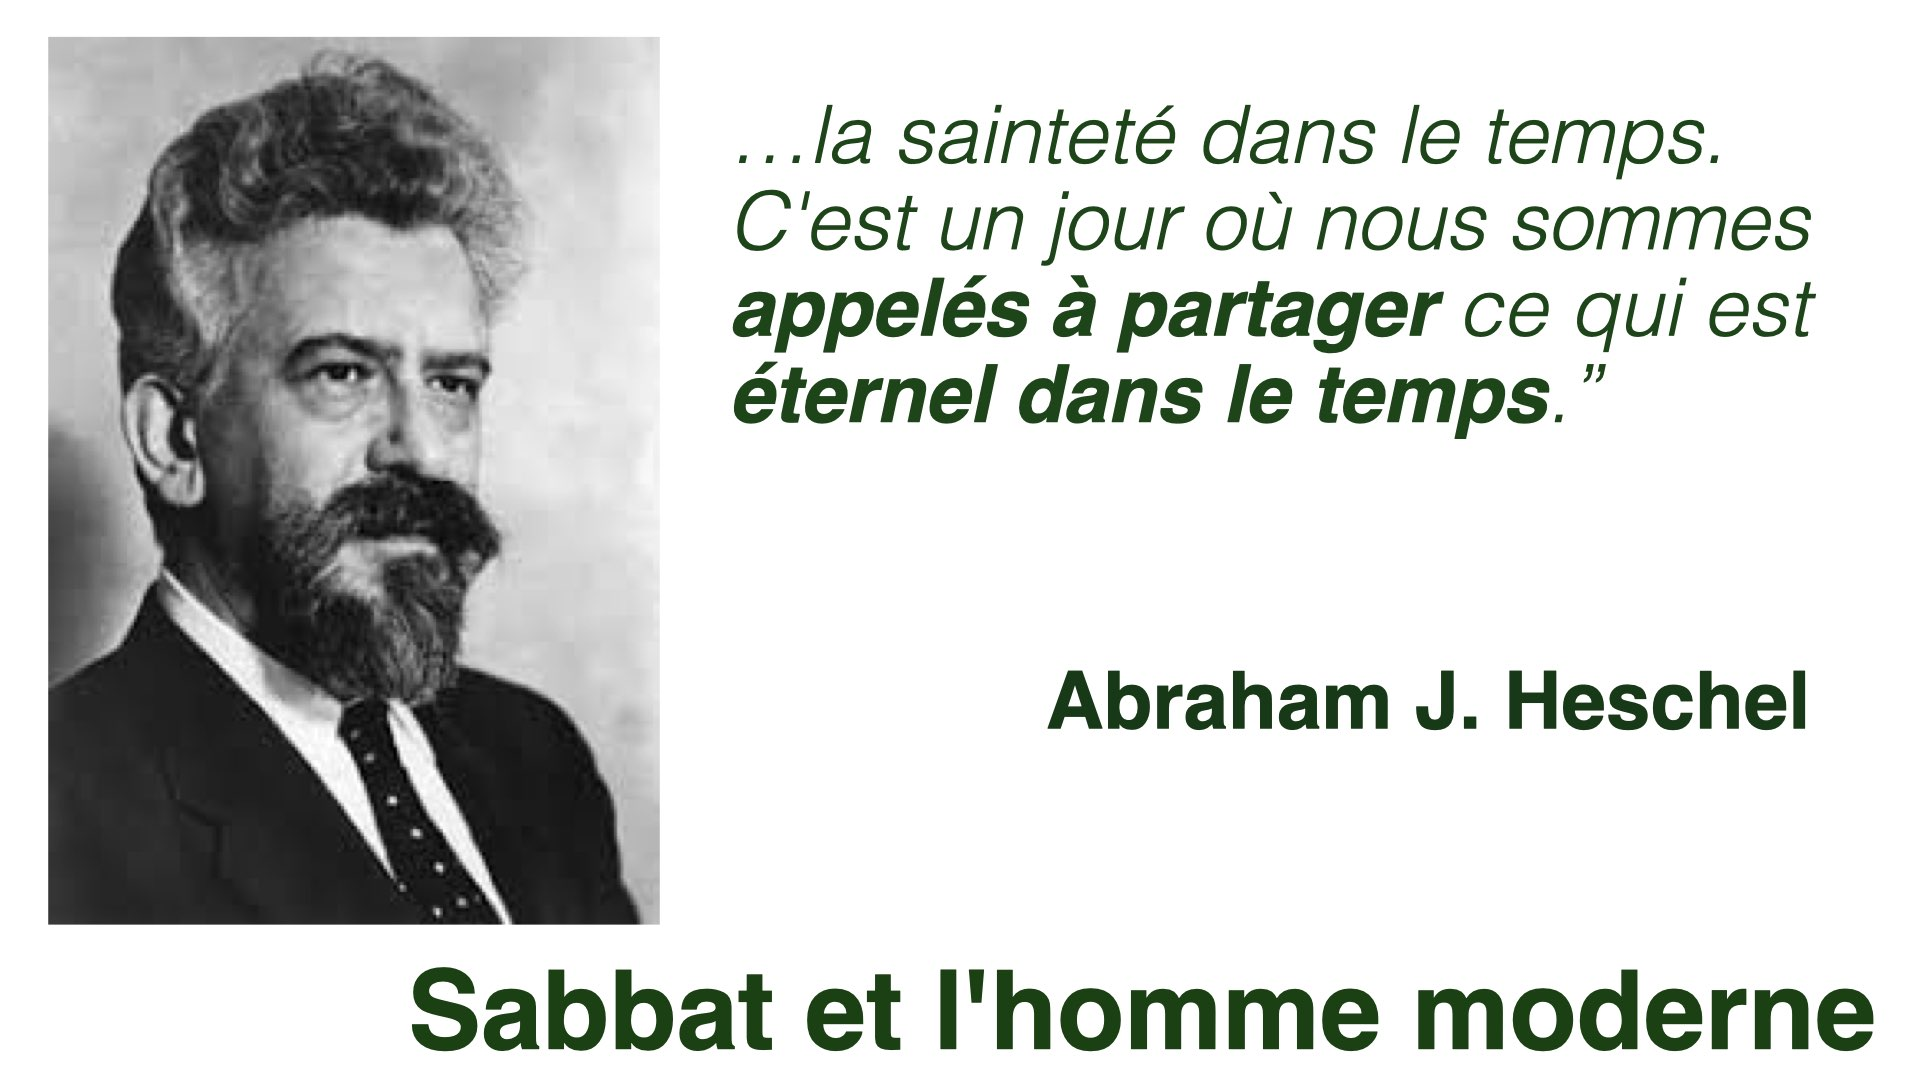 …la sainteté dans le temps.
C'est un jour où nous sommes
appelés à partager ce qui est
éternel dans le temps.”
Abraham J. Heschel
Sabbat et l'homme moderne